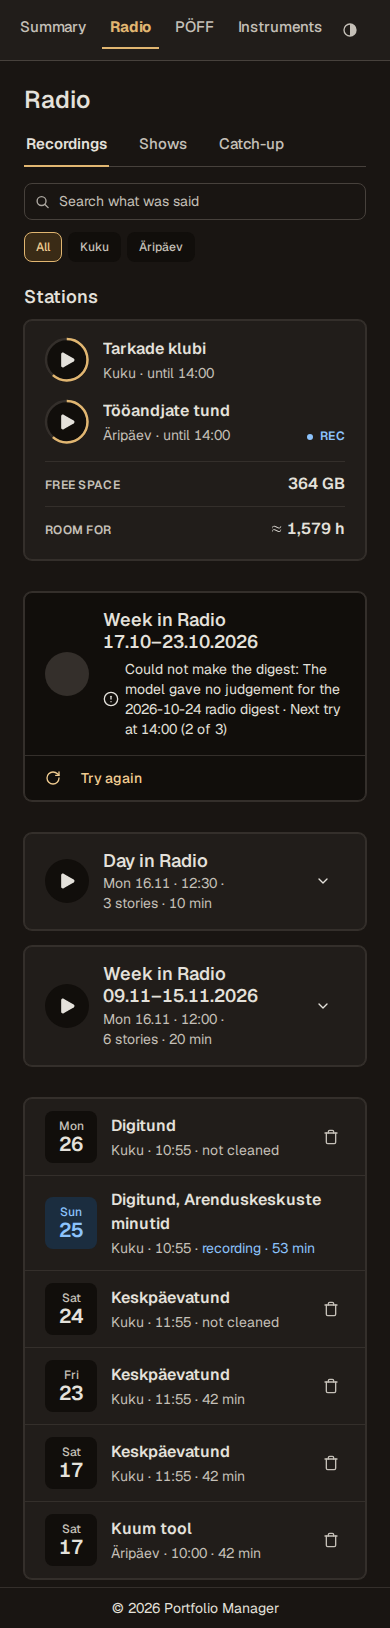 Summary Radio PÖFF Instruments
Radio
Recordings Shows Catch-up
Search what was said
All Kuku Äripäev
Stations
Tarkade klubi
Kuku · until 14:00
Tööandjate tund
Äripäev · until 14:00 REC
FREE SPACE 364 GB
ROOM FOR ≈ 1,579 h
Week in Radio
17.10–23.10.2026
Could not make the digest: The
model gave no judgement for the
2026-10-24 radio digest · Next try
at 14:00 (2 of 3)
Try again
Day in Radio
Mon 16.11 · 12:30 ·
3 stories · 10 min
Week in Radio
09.11–15.11.2026
Mon 16.11 · 12:00 ·
6 stories · 20 min
Mon
26
Digitund
Kuku · 10:55 · not cleaned
Sun
25
Digitund, Arenduskeskuste
minutid
Kuku · 10:55 · recording · 53 min
Sat
24
Keskpäevatund
Kuku · 11:55 · not cleaned
Fri
23
Keskpäevatund
Kuku · 11:55 · 42 min
Sat
17
Keskpäevatund
Kuku · 11:55 · 42 min
Sat
17
Kuum tool
Äripäev · 10:00 · 42 min
© 2026 Portfolio Manager